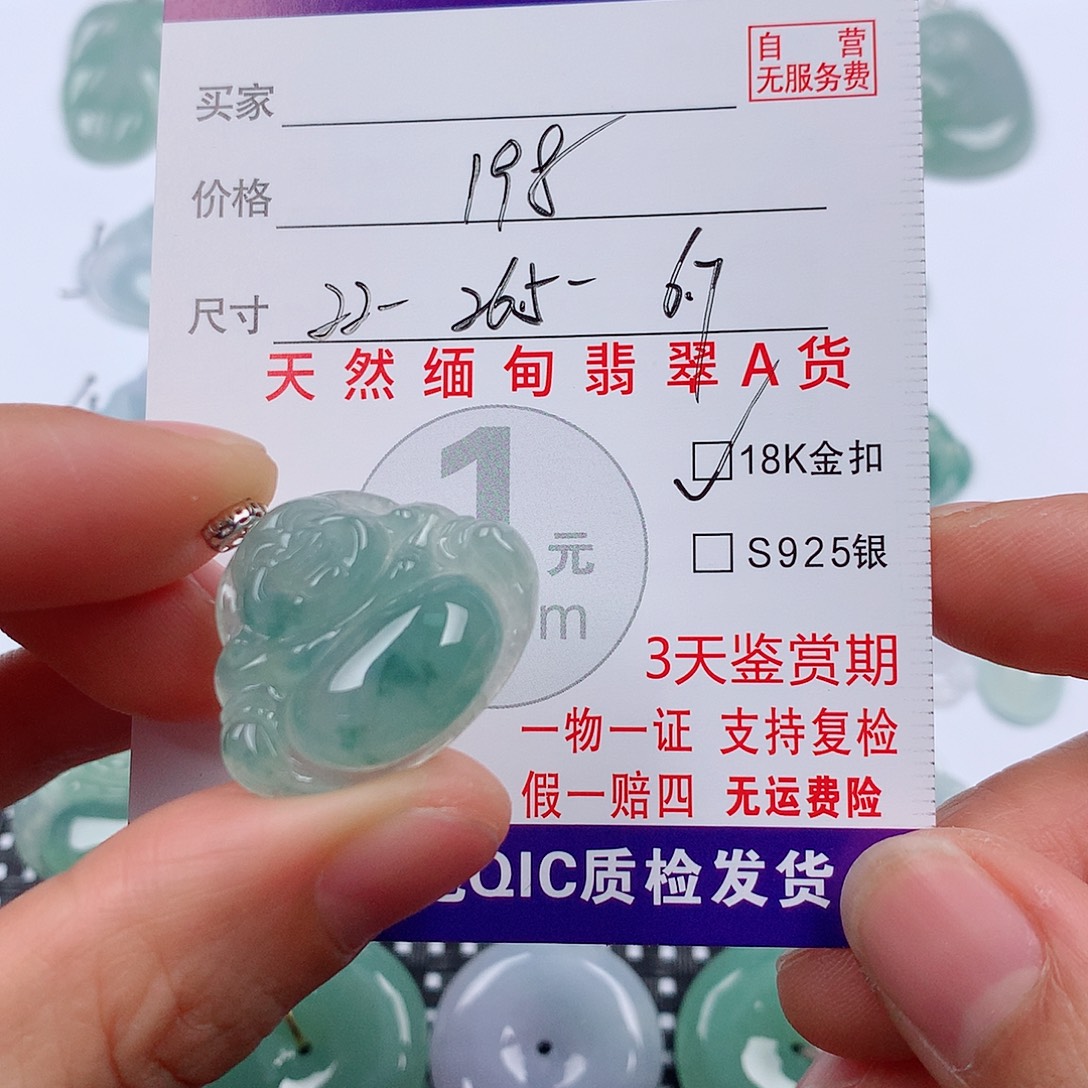 自 营
无服务费
买家
价格 198
尺寸 22- 26.5- 6.7
天然缅甸翡翠A货
1
元
m
18K金扣
S925银
3天鉴赏期
一物一证 支持复检
假一赔四 无运费险
QIC质检发货